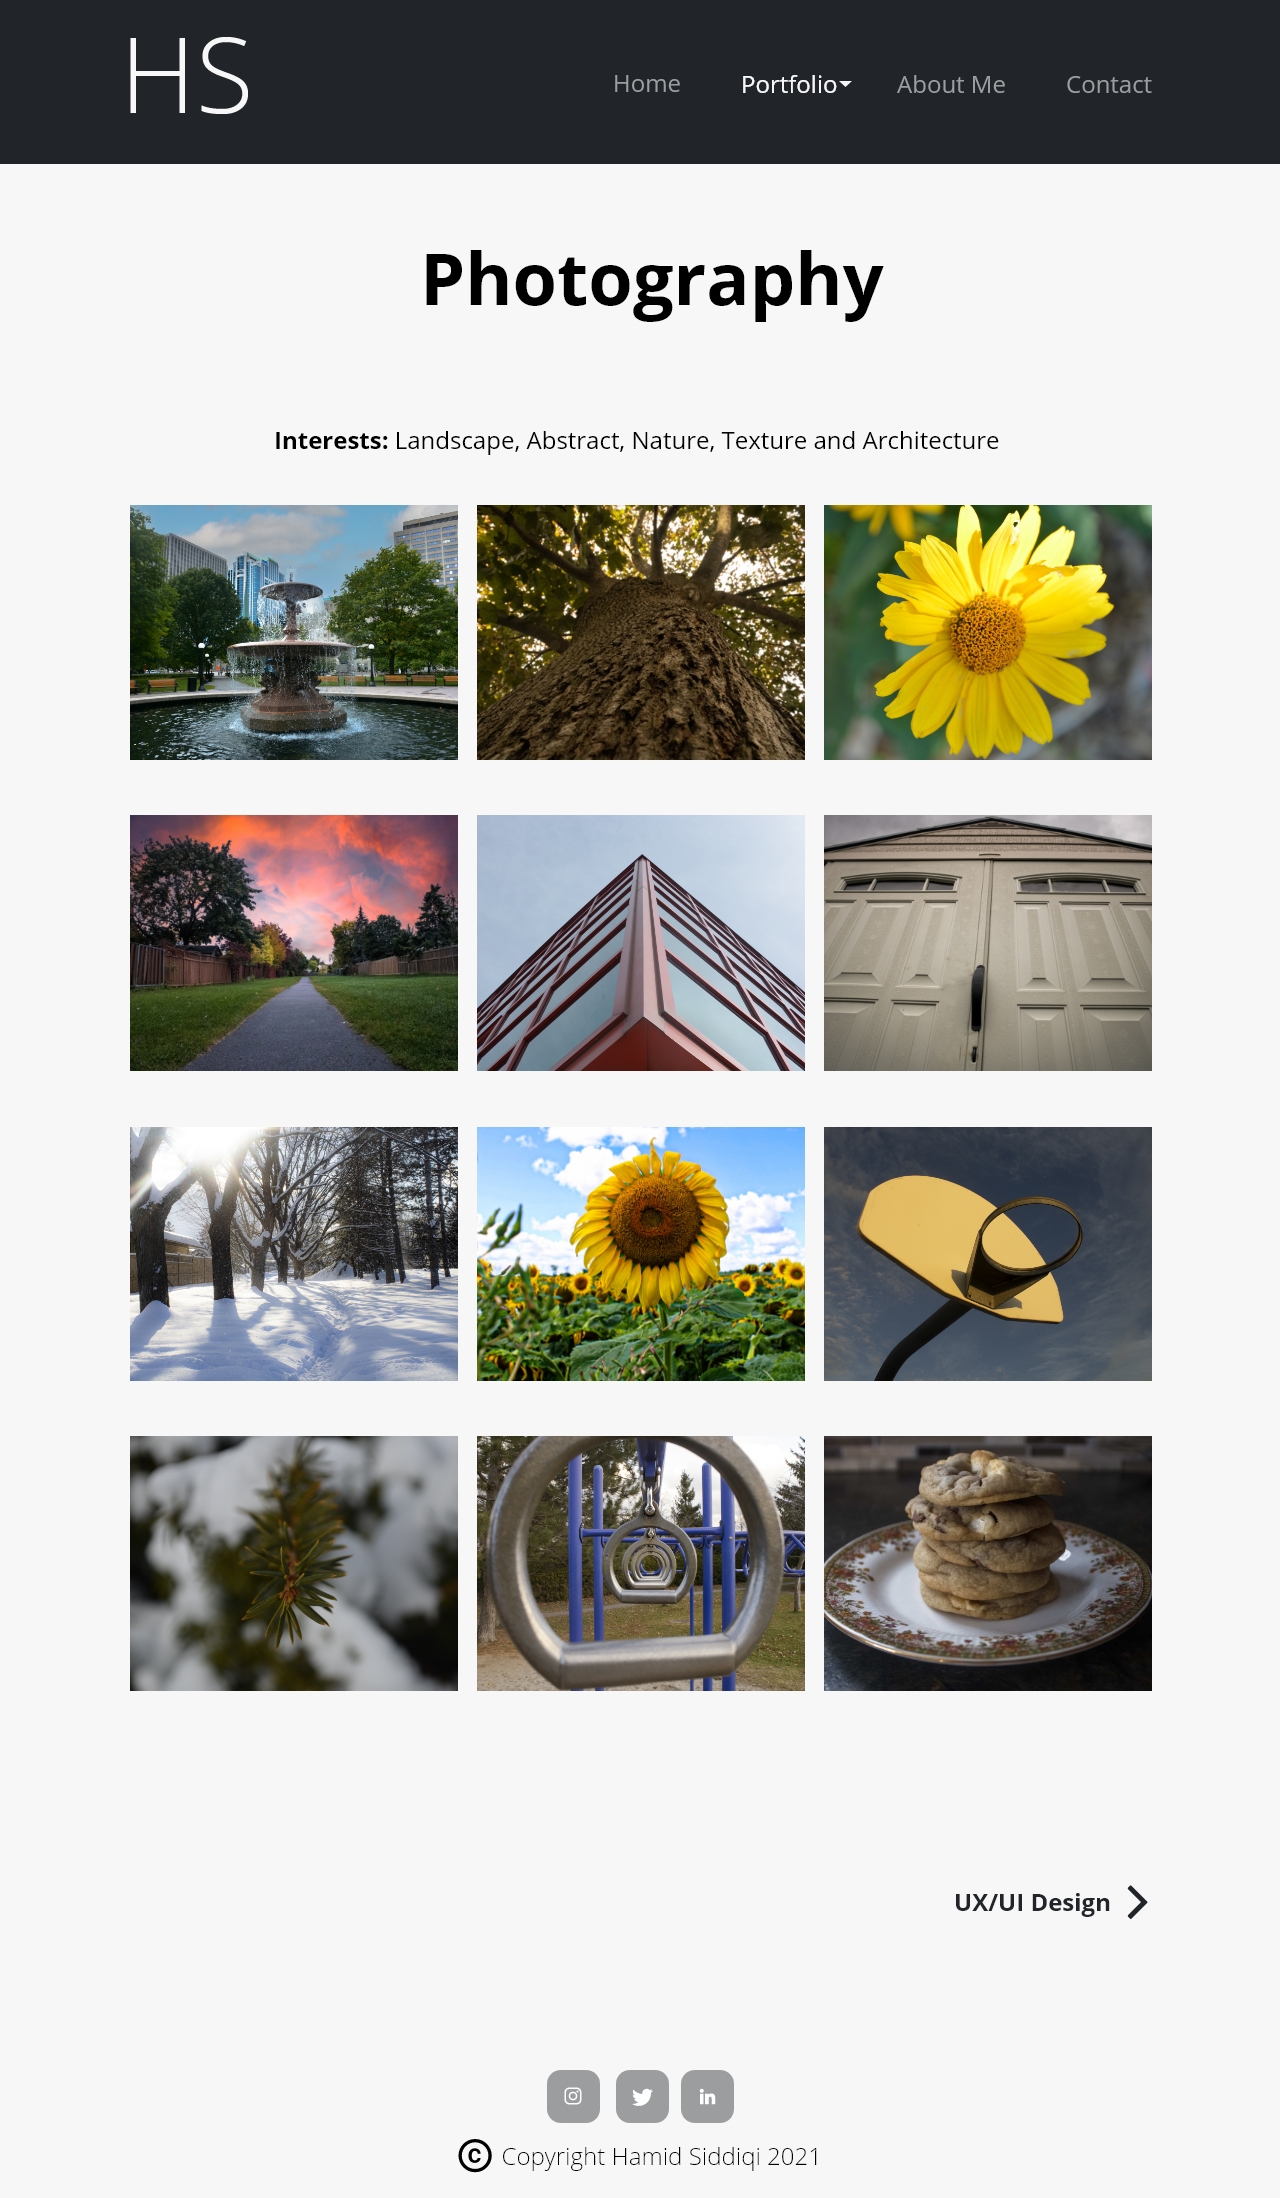 HS
Home Portfolio About Me Contact
Photography
Interests: Landscape, Abstract, Nature, Texture and Architecture
UX/UI Design
in
© Copyright Hamid Siddiqi 2021